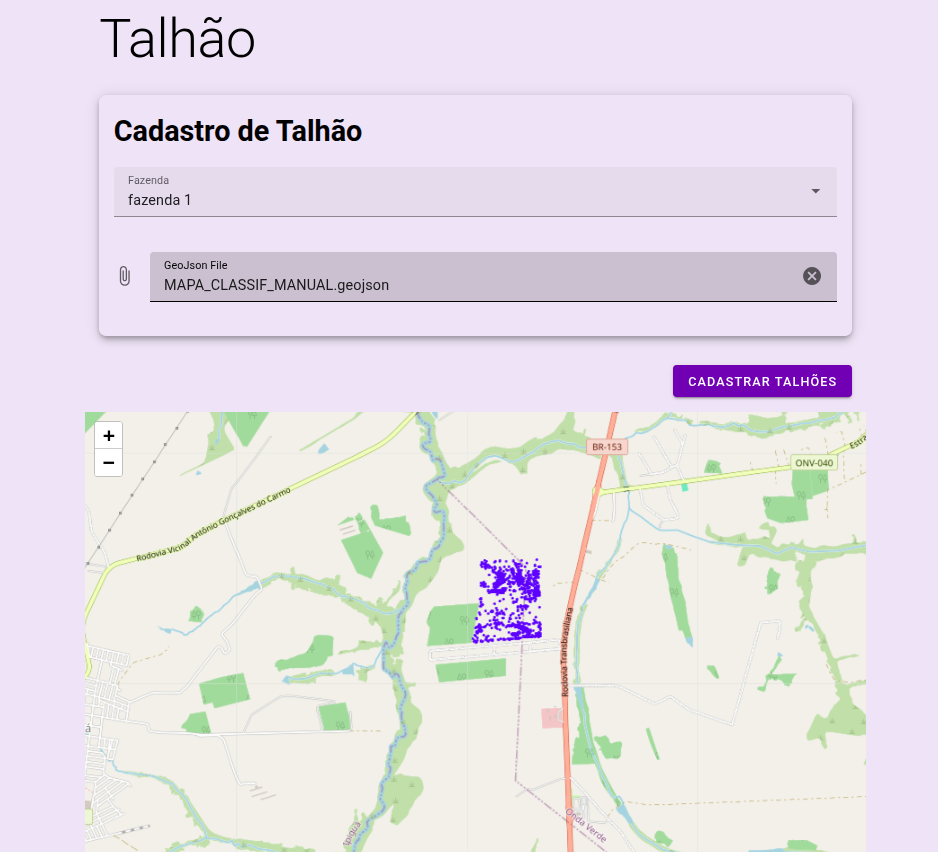 Talhão
Cadastro de Talhão
Fazenda
fazenda 1
GeoJson File
MAPA_CLASSIF_MANUAL.geojson
CADASTRAR TALHÕES
+
−
BR-153
ONV-040
Rodovia Vicinal Antônio Gonçalves do Carmo
Rodovia Transbrasiliana
Onda Verde